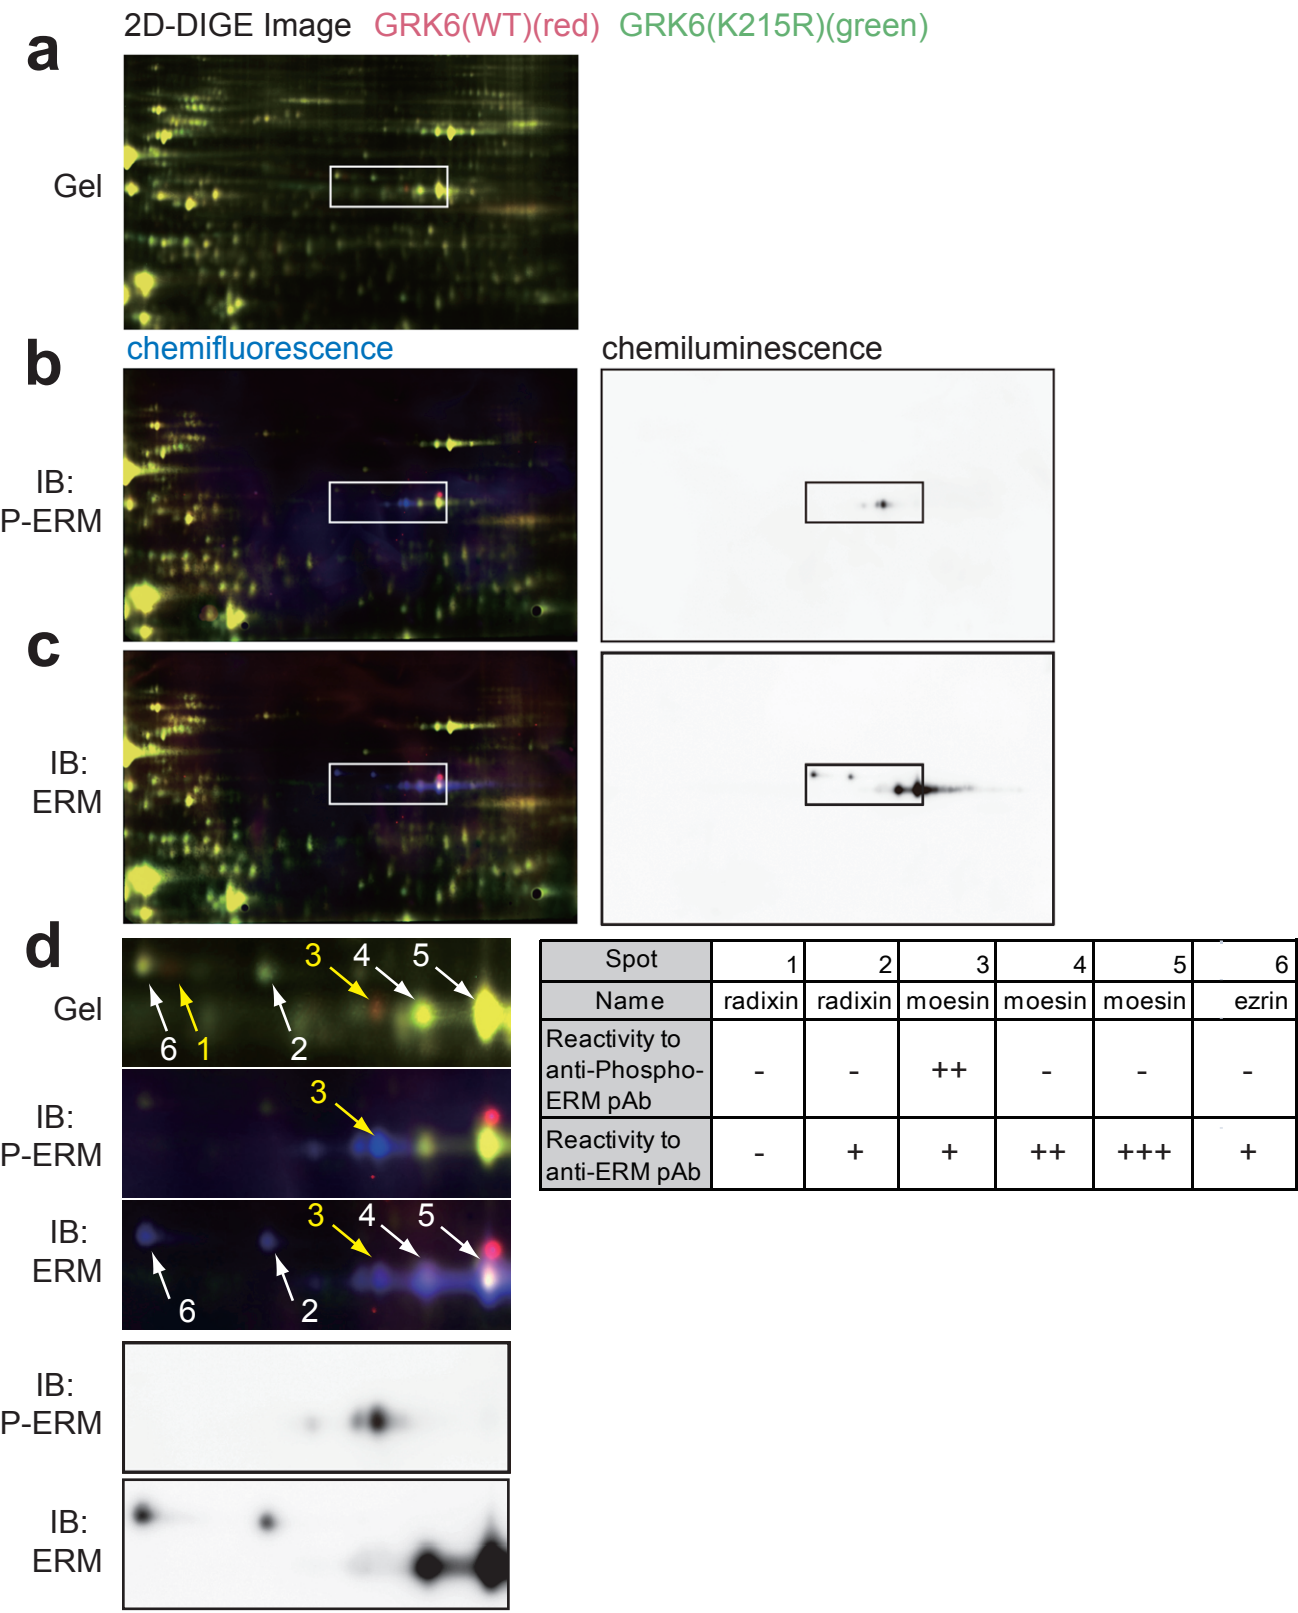 2D-DIGE Image GRK6(WT)(red) GRK6(K215R)(green)
a
Gel
b
chemifluorescence
chemiluminescence
IB:
P-ERM
c
IB:
ERM
d
Gel
3
4
5
6
1
2
IB:
P-ERM
3
IB:
ERM
3
4
5
6
2
IB:
P-ERM
IB:
ERM
Spot 1 2 3 4 5 6
Name radixin radixin moesin moesin moesin ezrin
Reactivity to
anti-Phospho-
ERM pAb
- - ++ - - -
Reactivity to
anti-ERM pAb
- + + ++ +++ +